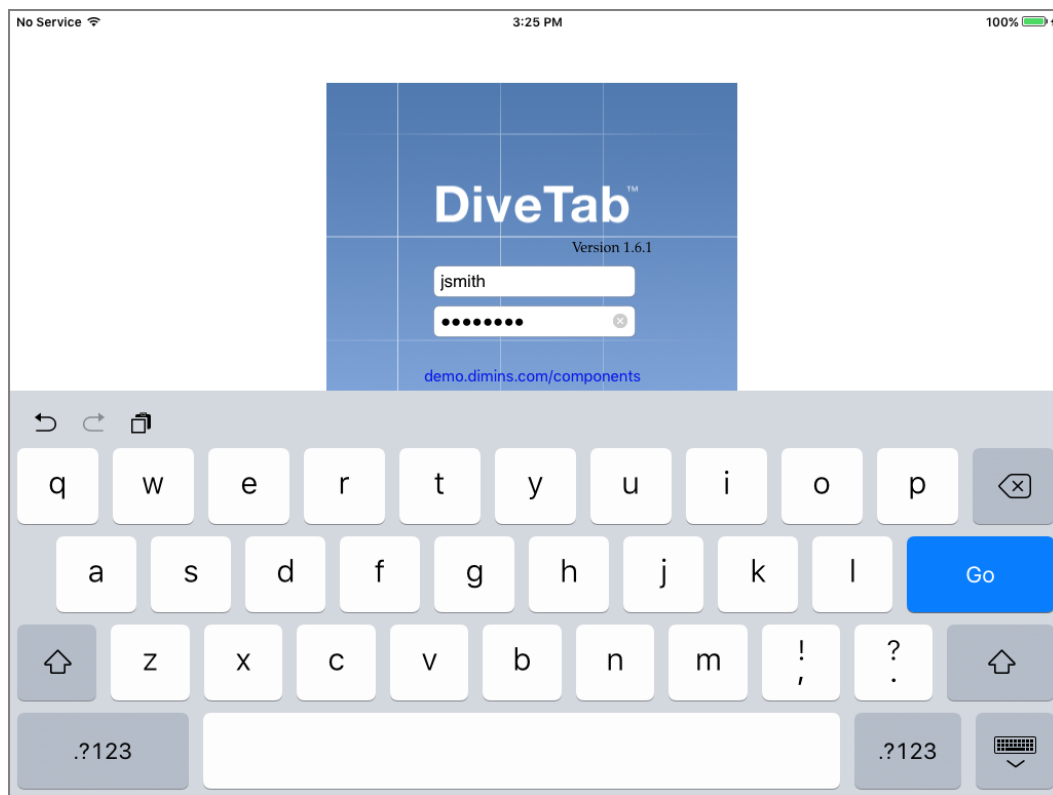 No Service 3:25 PM 100%
DiveTab™
Version 1.6.1
jsmith
demo.dimins.com/components
q w e r t y u i o p
a s d f g h j k l Go
z x c v b n m ! , ? .
.?123 .?123